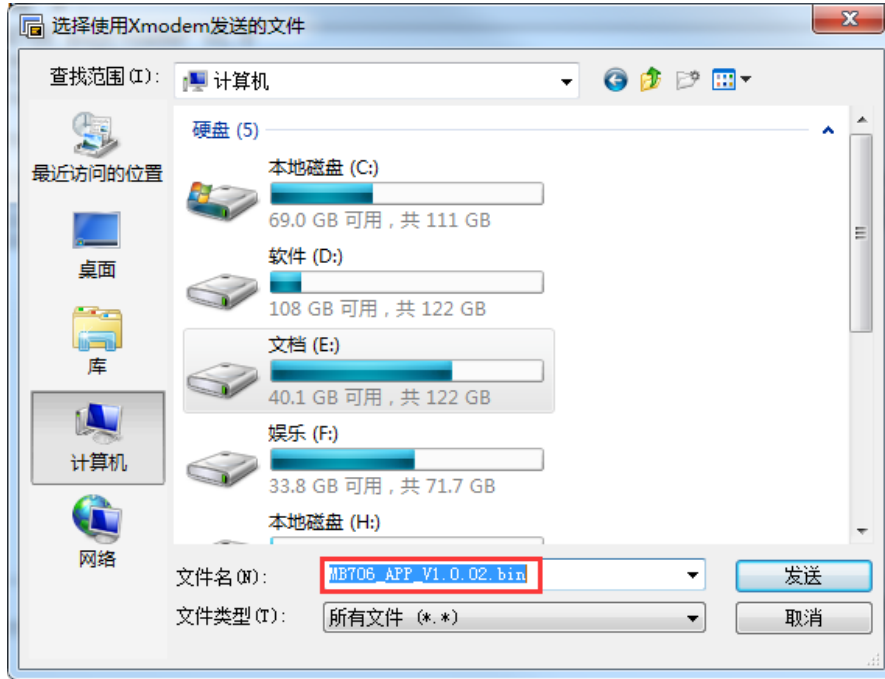 选择使用Xmodem发送的文件
查找范围(I):
计算机
最近访问的位置
桌面
库
计算机
网络
硬盘 (5)
本地磁盘 (C:)
69.0 GB 可用，共 111 GB
软件 (D:)
108 GB 可用，共 122 GB
文档 (E:)
40.1 GB 可用，共 122 GB
娱乐 (F:)
33.8 GB 可用，共 71.7 GB
本地磁盘 (H:)
文件名(N):
MB706_APP_V1.0.02.bin
发送
文件类型(T):
所有文件 (*.*)
取消